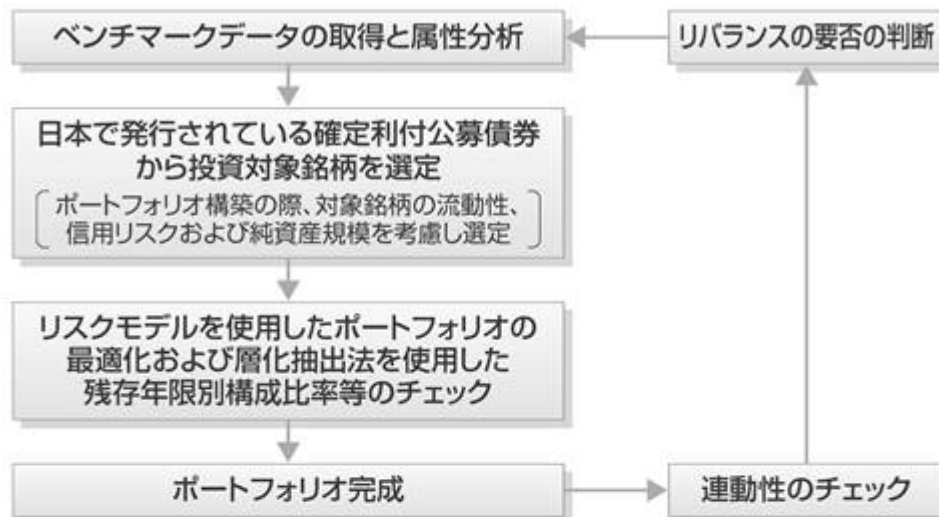 ベンチマークデータの取得と属性分析
リバランスの要否の判断
日本で発行されている確定利付公募債券
から投資対象銘柄を選定
ポートフォリオ構築の際、対象銘柄の流動性、
信用リスクおよび純資産規模を考慮し選定
リスクモデルを使用したポートフォリオの
最適化および層化抽出法を使用した
残存年限別構成比率等のチェック
ポートフォリオ完成
連動性のチェック